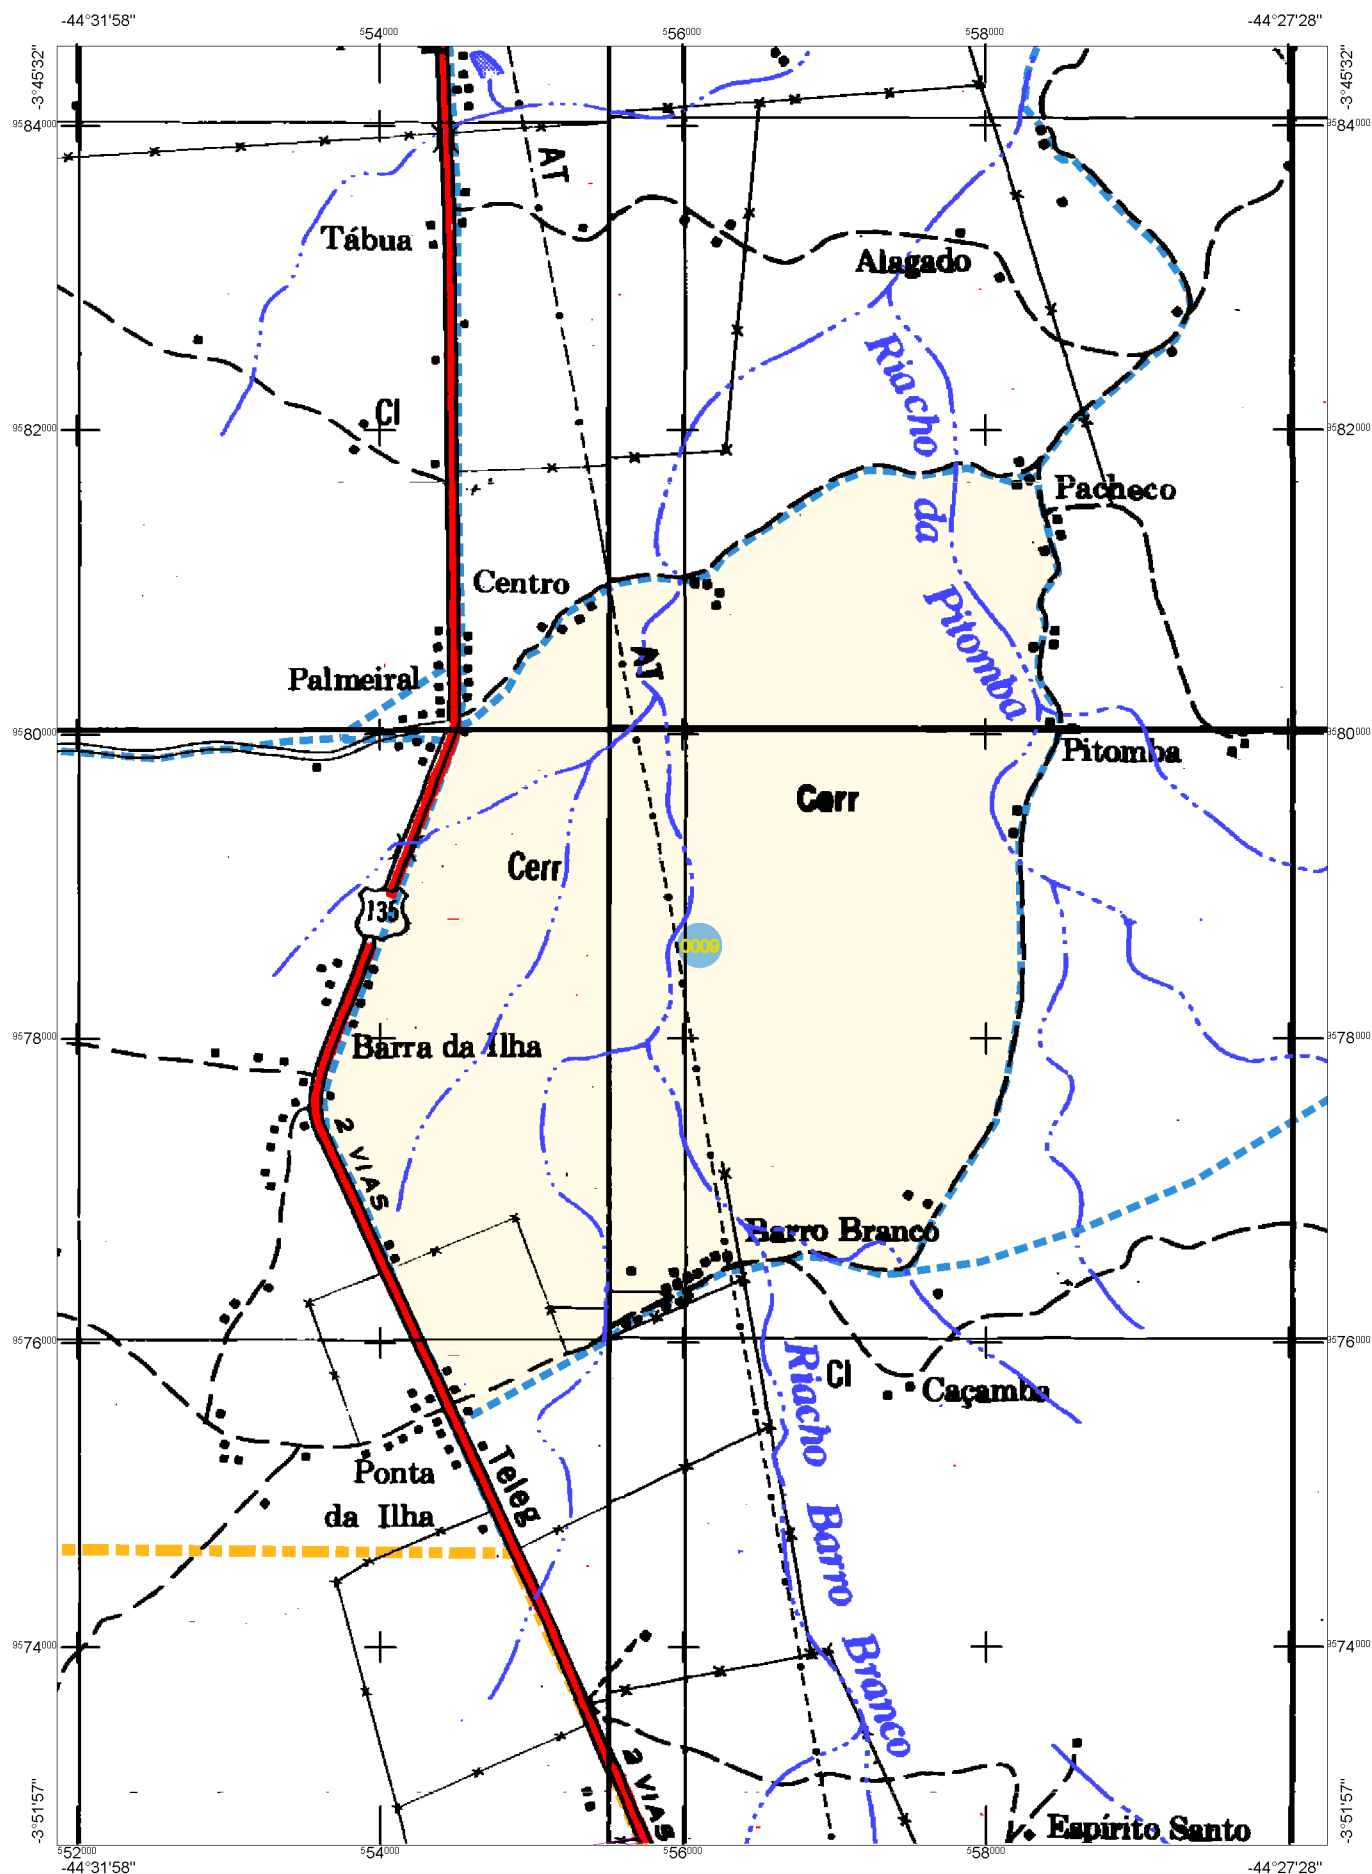 -44°31'58"
-44°27'28"
554000
556000
558000
-3°45'32"
-3°45'32"
9584000
9584000
AT
Tábua
Alagado
Riacho da Pitomba
CI
9582000
9582000
Pacheco
Centro
AT
Palmeiral
9580000
9580000
Pitomba
Cerr
Cerr
135
0009
9578000
9578000
Barra da Ilha
2 VIAS
Barro Branco
9576000
9576000
CI
Caçamba
Riacho Barro Branco
Ponta
da Ilha
Teleg
9574000
9574000
2 VIAS
Espírito Santo
-3°51'57"
-3°51'57"
552000
554000
556000
558000
-44°31'58"
-44°27'28"